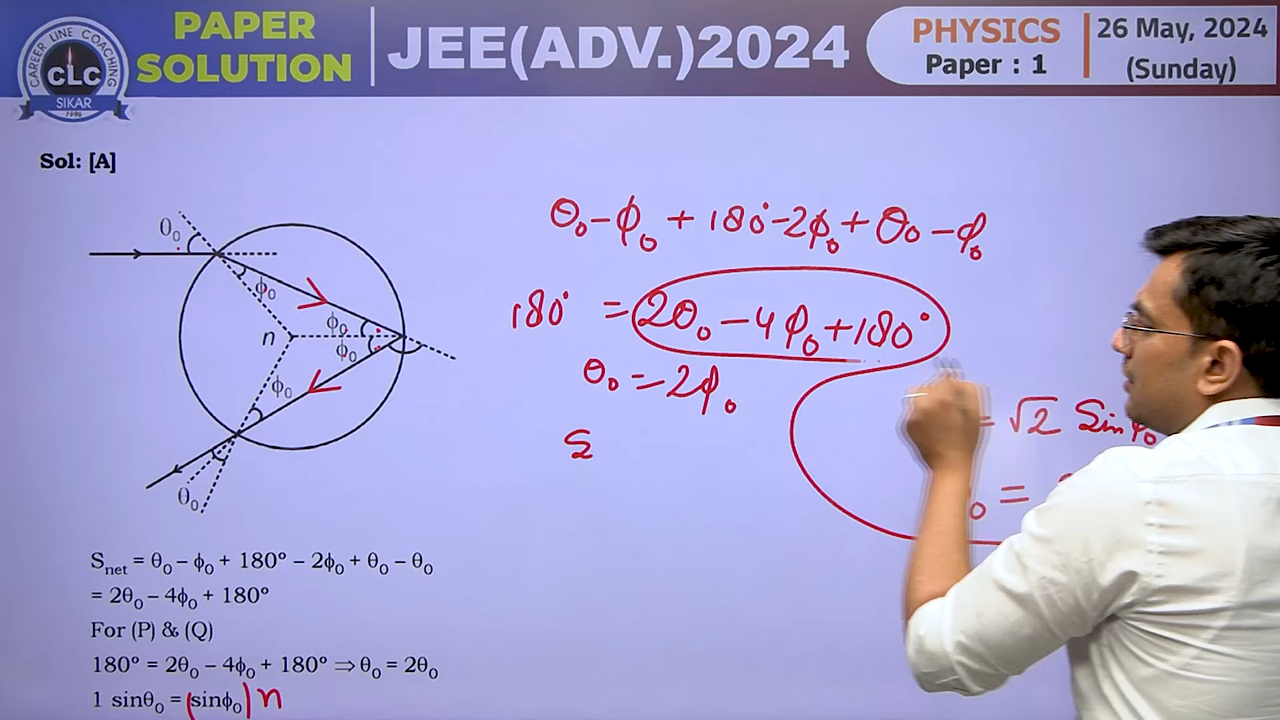 CAREER LINE COACHING
CLC
SIKAR
1996
PAPER
SOLUTION
JEE(ADV.)2024
PHYSICS
Paper : 1
26 May, 2024
(Sunday)
Sol: [A]
θ₀
ϕ₀
ϕ₀
ϕ₀
n
ϕ₀
θ₀
θ₀-ϕ₀ + 180°-2ϕ₀ + θ₀ - ϕ₀
180° = 2θ₀ - 4ϕ₀ + 180°
θ₀ = 2ϕ₀
S
= √2 Sin ϕ₀
₀ =
Sₙₑₜ = θ₀ – ϕ₀ + 180° – 2ϕ₀ + θ₀ – θ₀
= 2θ₀ – 4ϕ₀ + 180°
For (P) & (Q)
180° = 2θ₀ – 4ϕ₀ + 180° ⇒ θ₀ = 2θ₀
1 sinθ₀ = (sinϕ₀) n